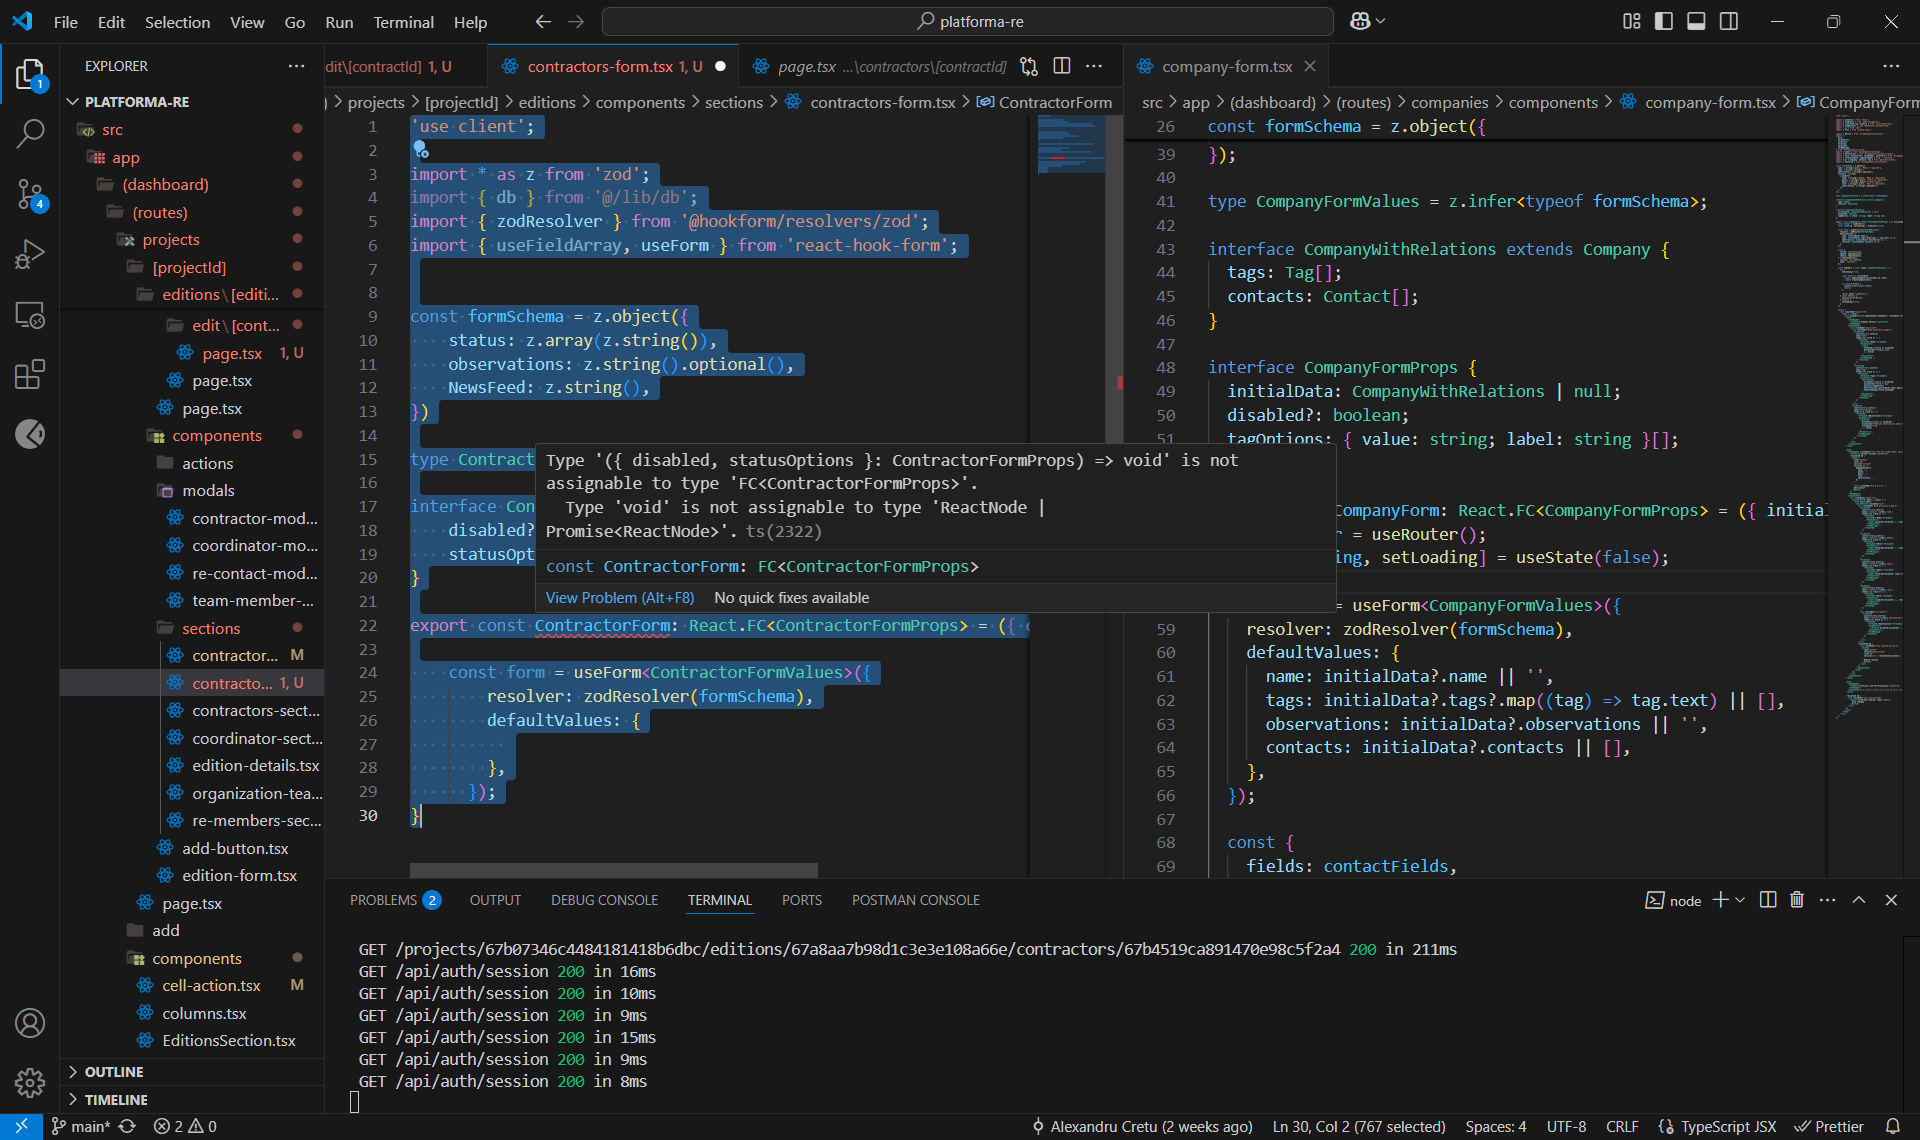 File Edit Selection View Go Run Terminal Help
platforma-re
EXPLORER
PLATFORMA-RE
src
app
(dashboard)
(routes)
projects
[projectId]
editions\[editi...
edit\[cont...
page.tsx 1, U
page.tsx
page.tsx
components
actions
modals
contractor-mod...
coordinator-mo...
re-contact-mod...
team-member-...
sections
contractor... M
contracto... 1, U
contractors-sect...
coordinator-sect...
edition-details.tsx
organization-tea...
re-members-sec...
add-button.tsx
edition-form.tsx
page.tsx
add
components
cell-action.tsx M
columns.tsx
EditionsSection.tsx
OUTLINE
TIMELINE
1
4
dit\[contractId] 1, U
contractors-form.tsx 1, U
page.tsx ...\contractors\[contractId]
) > projects > [projectId] > editions > components > sections > contractors-form.tsx > ContractorForm
1 'use client';
2
3 import * as z from 'zod';
4 import { db } from '@/lib/db';
5 import { zodResolver } from '@hookform/resolvers/zod';
6 import { useFieldArray, useForm } from 'react-hook-form';
7
8
9 const formSchema = z.object({
10 status: z.array(z.string()),
11 observations: z.string().optional(),
12 NewsFeed: z.string(),
13 })
14
15 type Contract
16
17 interface Con
18 disabled?
19 statusOpt
20 }
21
22 export const ContractorForm: React.FC<ContractorFormProps> = ({
23
24 const form = useForm<ContractorFormValues>({
25 resolver: zodResolver(formSchema),
26 defaultValues: {
27
28 },
29 });
30 }
Type '({ disabled, statusOptions }: ContractorFormProps) => void' is not
assignable to type 'FC<ContractorFormProps>'.
Type 'void' is not assignable to type 'ReactNode |
Promise<ReactNode>'. ts(2322)
const ContractorForm: FC<ContractorFormProps>
View Problem (Alt+F8) No quick fixes available
company-form.tsx
src > app > (dashboard) > (routes) > companies > components > company-form.tsx > CompanyForm
26 const formSchema = z.object({
39 });
40
41 type CompanyFormValues = z.infer<typeof formSchema>;
42
43 interface CompanyWithRelations extends Company {
44 tags: Tag[];
45 contacts: Contact[];
46 }
47
48 interface CompanyFormProps {
49 initialData: CompanyWithRelations | null;
50 disabled?: boolean;
51 tagOptions: { value: string; label: string }[];
CompanyForm: React.FC<CompanyFormProps> = ({ initial
r = useRouter();
ing, setLoading] = useState(false);
= useForm<CompanyFormValues>({
59 resolver: zodResolver(formSchema),
60 defaultValues: {
61 name: initialData?.name || '',
62 tags: initialData?.tags?.map((tag) => tag.text) || [],
63 observations: initialData?.observations || '',
64 contacts: initialData?.contacts || [],
65 },
66 });
67
68 const {
69 fields: contactFields,
PROBLEMS 2 OUTPUT DEBUG CONSOLE TERMINAL PORTS POSTMAN CONSOLE
node
GET /projects/67b07346c4484181418b6dbc/editions/67a8aa7b98d1c3e3e108a66e/contractors/67b4519ca891470e98c5f2a4 200 in 211ms
GET /api/auth/session 200 in 16ms
GET /api/auth/session 200 in 10ms
GET /api/auth/session 200 in 9ms
GET /api/auth/session 200 in 15ms
GET /api/auth/session 200 in 9ms
GET /api/auth/session 200 in 8ms
main* 2 0 Alexandru Cretu (2 weeks ago) Ln 30, Col 2 (767 selected) Spaces: 4 UTF-8 CRLF TypeScript JSX Prettier